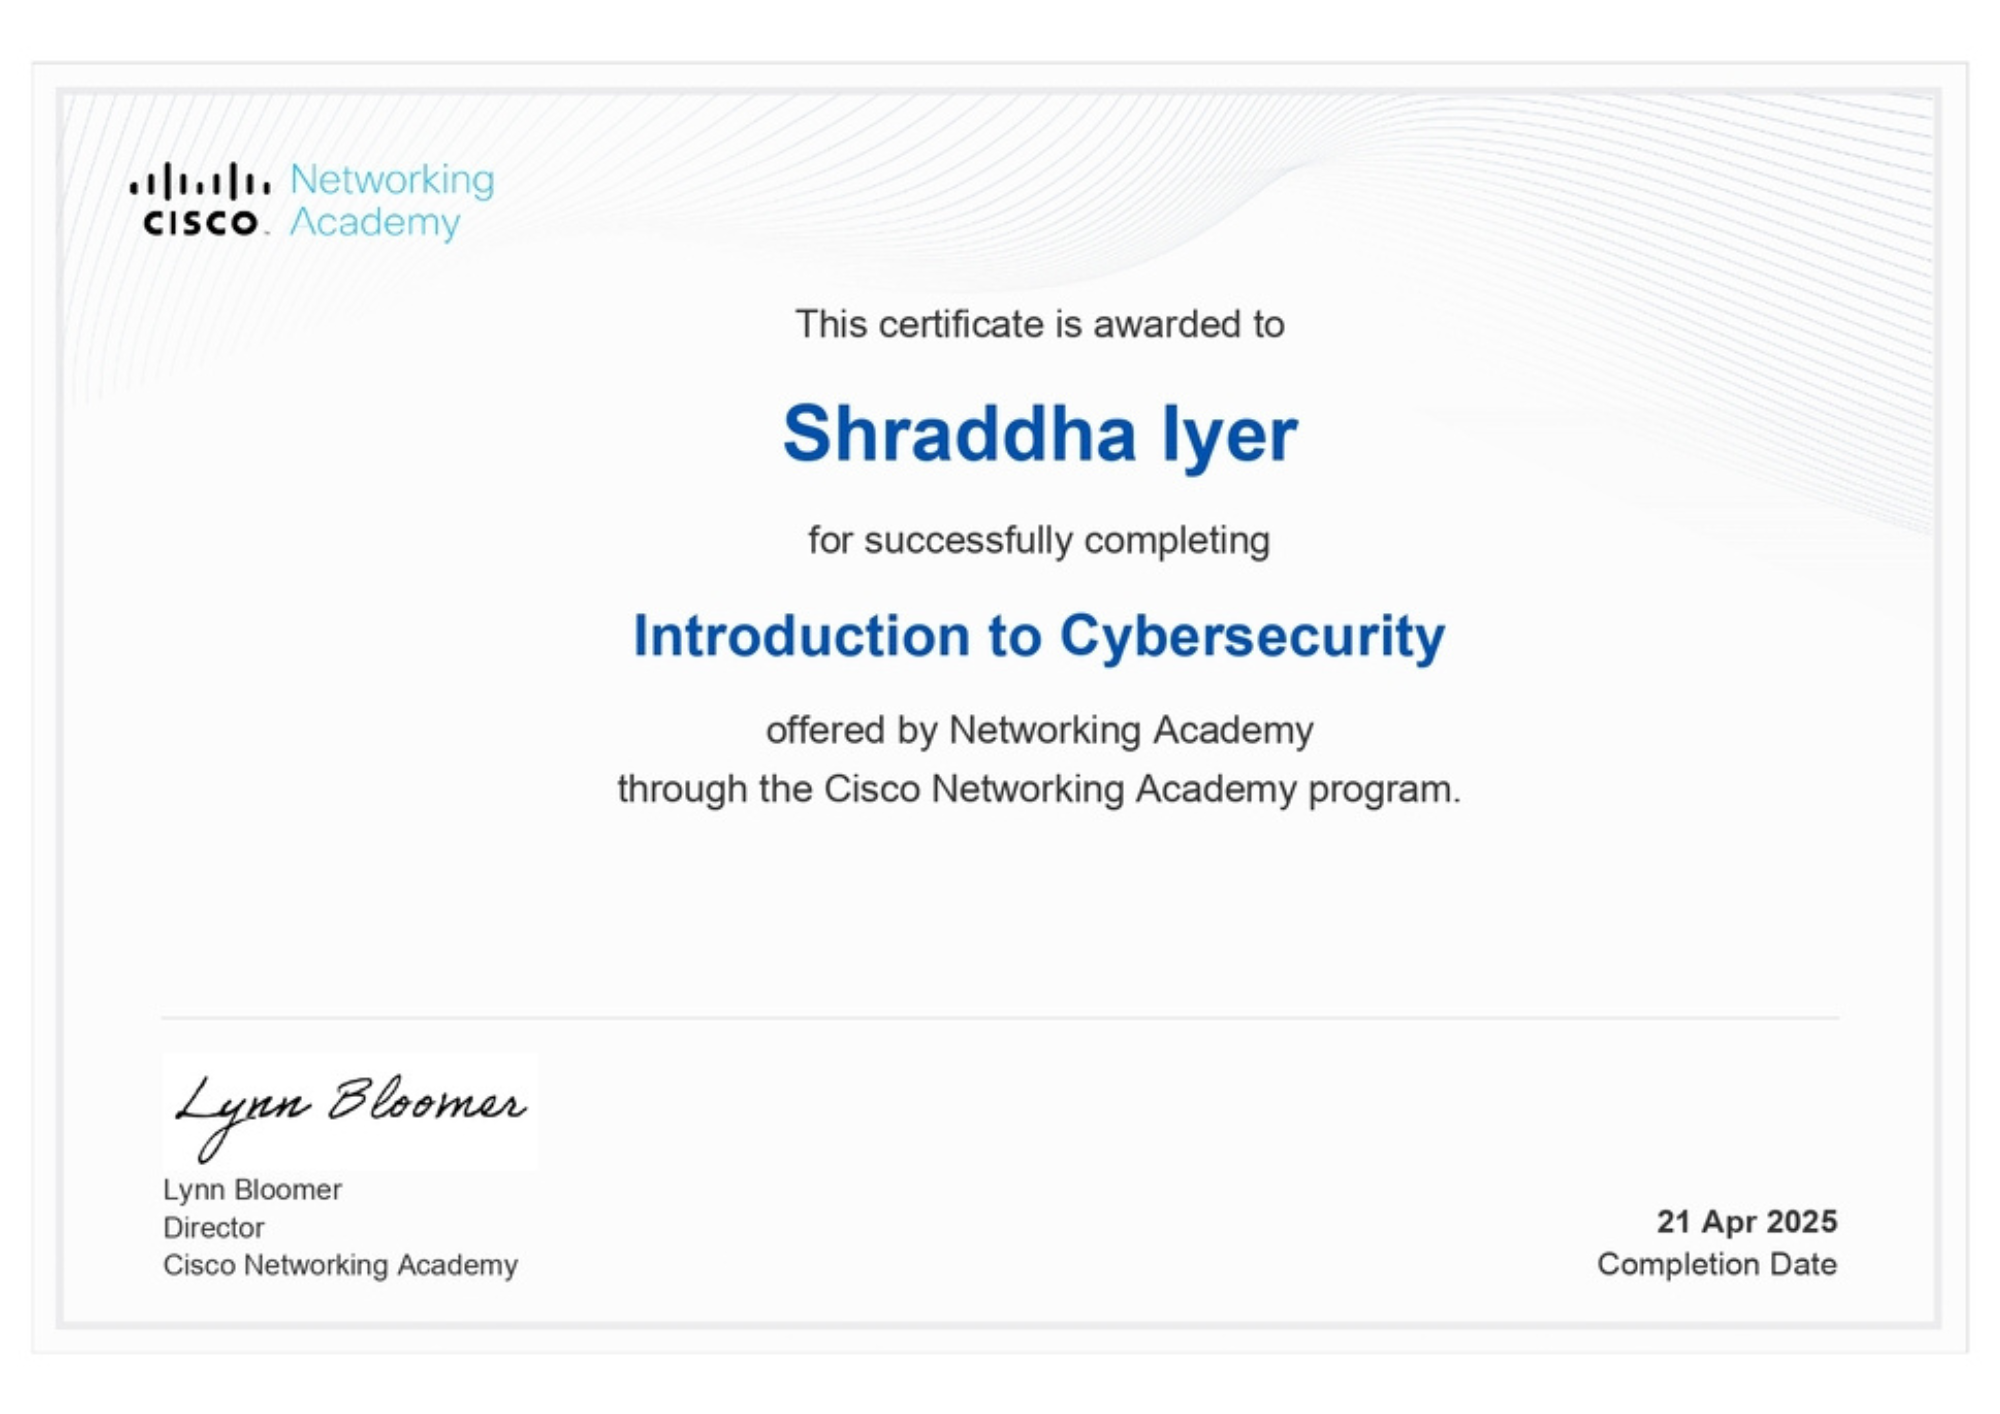 Networking
CISCO Academy
This certificate is awarded to
Shraddha Iyer
for successfully completing
Introduction to Cybersecurity
offered by Networking Academy
through the Cisco Networking Academy program.
Lynn Bloomer
Lynn Bloomer
Director
Cisco Networking Academy
21 Apr 2025
Completion Date